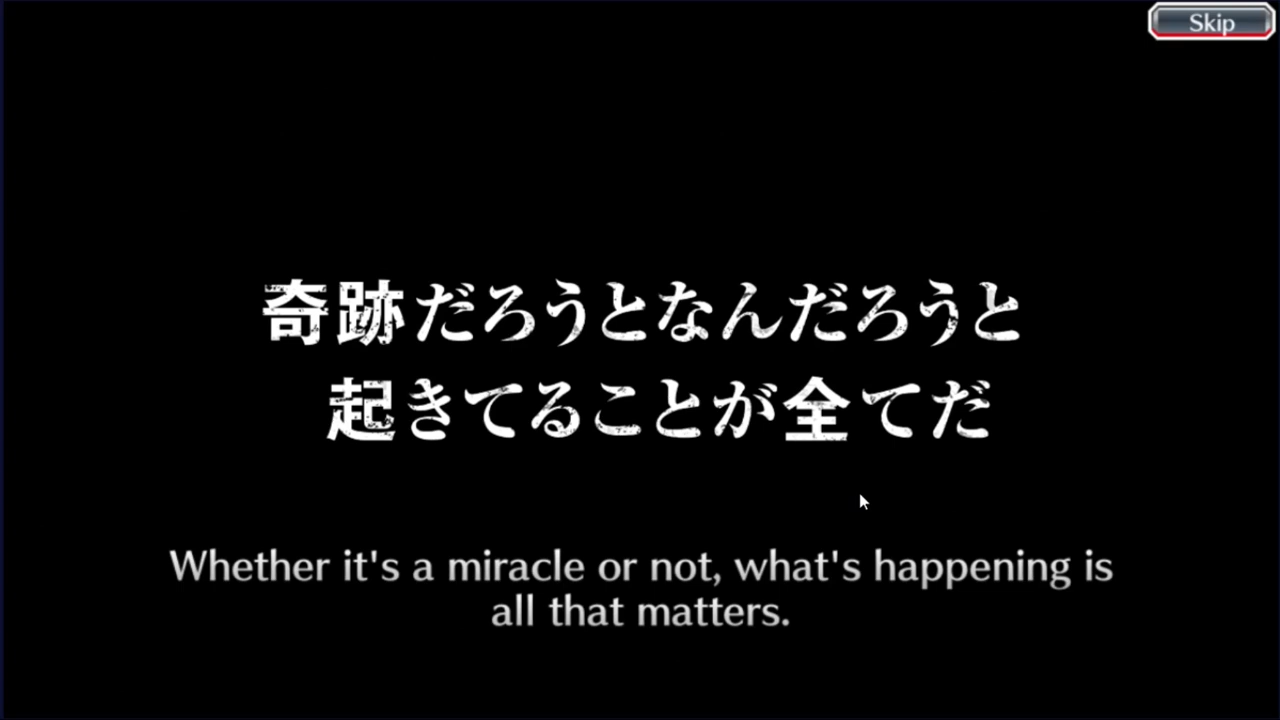 Skip
奇跡だろうとなんだろうと
起きてることが全てだ
Whether it's a miracle or not, what's happening is
all that matters.